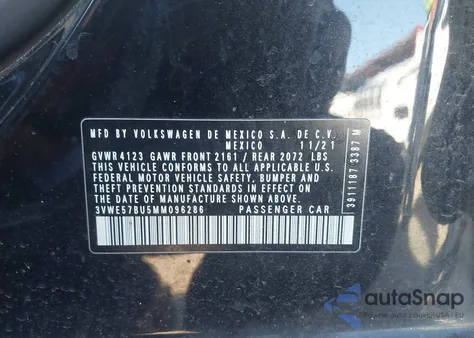 MFD BY VOLKSWAGEN DE MEXICO S.A. DE C.V.
MEXICO 11/21
GVWR 4123 GAWR FRONT 2161 / REAR 2072 LBS
THIS VEHICLE CONFORMS TO ALL APPLICABLE
FEDERAL MOTOR VEHICLE SAFETY, BUMPER AND
THEFT PREVENTION STANDARDS IN EFFECT ON
THE DATE OF MANUFACTURE SHOWN ABOVE
3VWE57BU5MM096286 PASSENGER CAR
3911187 3387 M
autoSnap